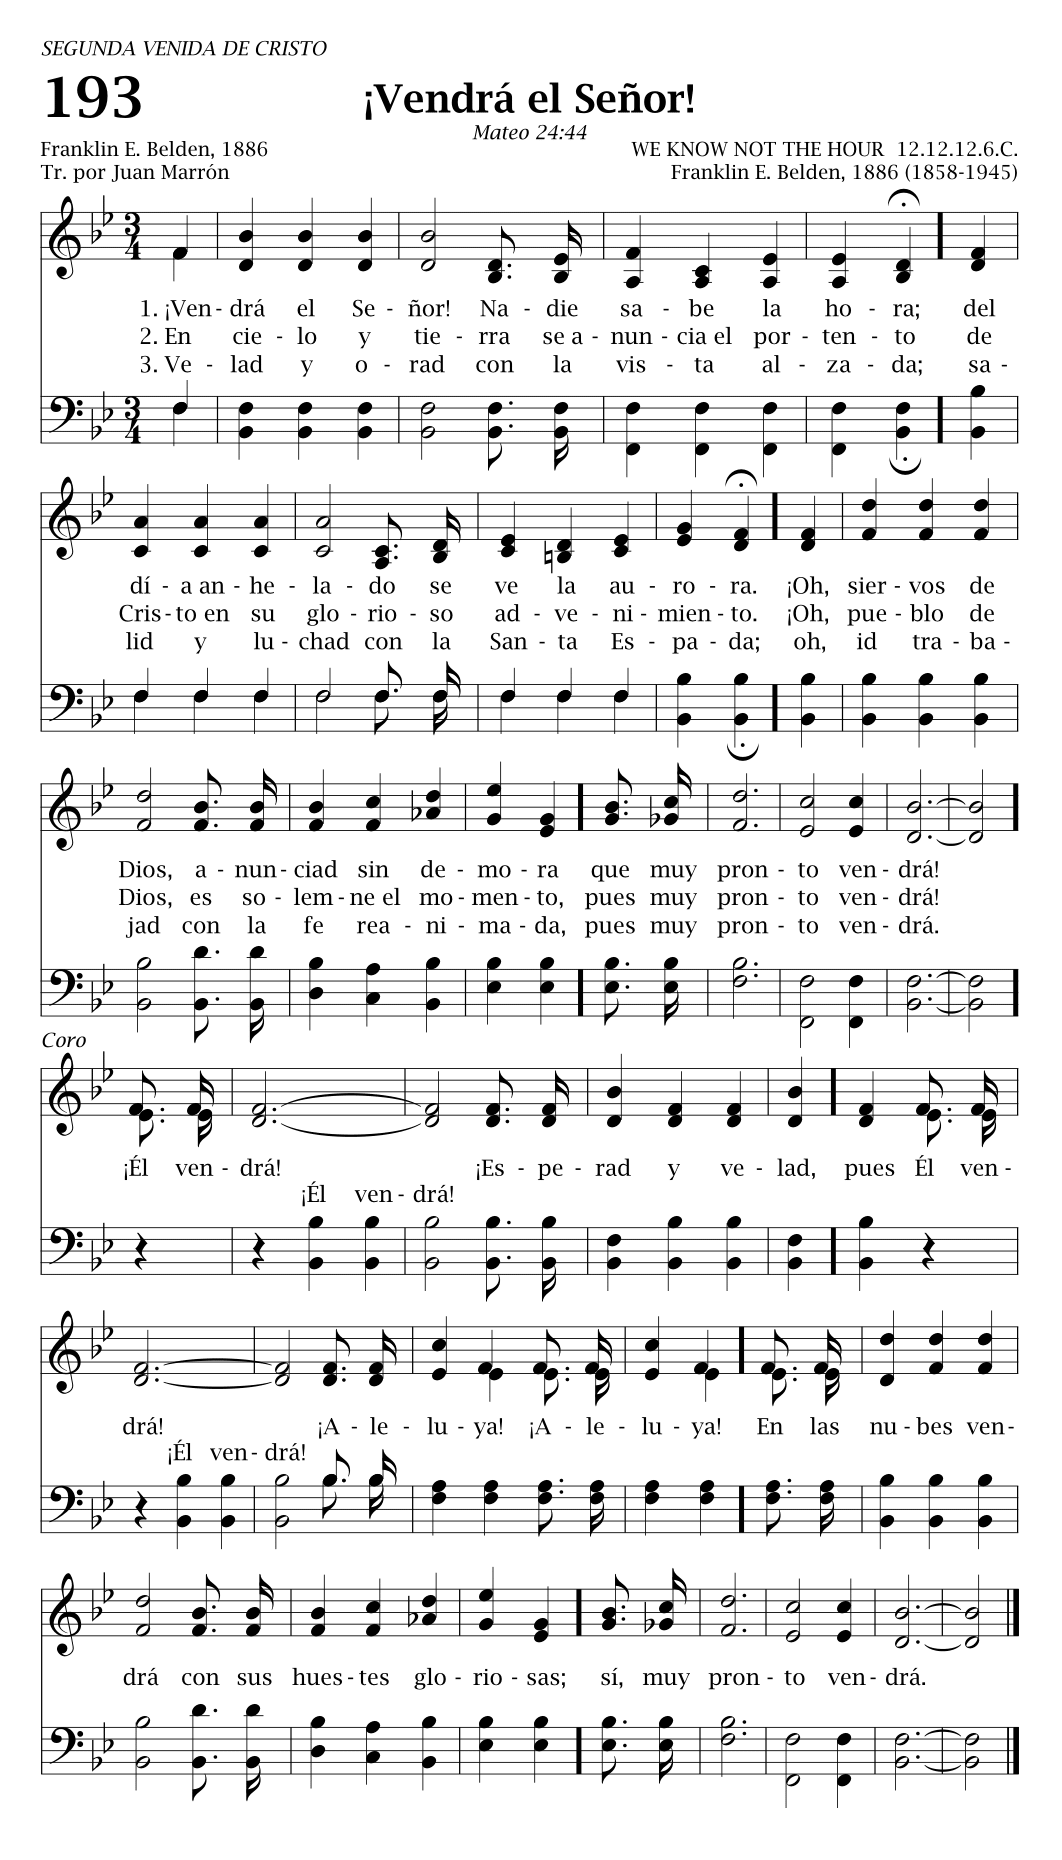 SEGUNDA VENIDA DE CRISTO
193
¡Vendrá el Señor!
Mateo 24:44
Franklin E. Belden, 1886
WE KNOW NOT THE HOUR 12.12.12.6.C.
Tr. por Juan Marrón
Franklin E. Belden, 1886 (1858-1945)
1. ¡Ven - drá el Se - ñor! Na - die sa - be la ho - ra; del
2. En cie - lo y tie - rra se a - nun - cia el por - ten - to de
3. Ve - lad y o - rad con la vis - ta al - za - da; sa -
dí - a an - he - la - do se ve la au - ro - ra. ¡Oh, sier - vos de
Cris - to en su glo - rio - so ad - ve - ni - mien - to. ¡Oh, pue - blo de
lid y lu - chad con la San - ta Es - pa - da; oh, id tra - ba -
Dios, a - nun - ciad sin de - mo - ra que muy pron - to ven - drá!
Dios, es so - lem - ne el mo - men - to, pues muy pron - to ven - drá!
jad con la fe rea - ni - ma - da, pues muy pron - to ven - drá.
Coro
¡Él ven - drá! ¡Es - pe - rad y ve - lad, pues Él ven -
¡Él ven - drá!
drá! ¡A - le - lu - ya! ¡A - le - lu - ya! En las nu - bes ven -
¡Él ven - drá!
drá con sus hues - tes glo - rio - sas; sí, muy pron - to ven - drá.